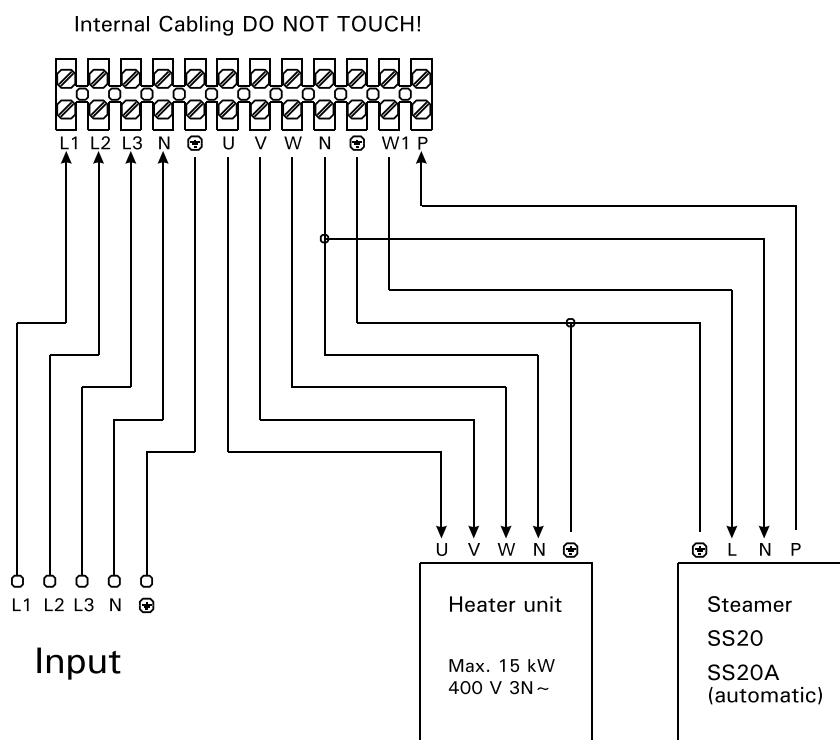 Internal Cabling DO NOT TOUCH!
L1 L2 L3 N U V W N W1 P
U V W N L N P
L1 L2 L3 N
Input
Heater unit
Max. 15 kW
400 V 3N~
Steamer
SS20
SS20A
(automatic)